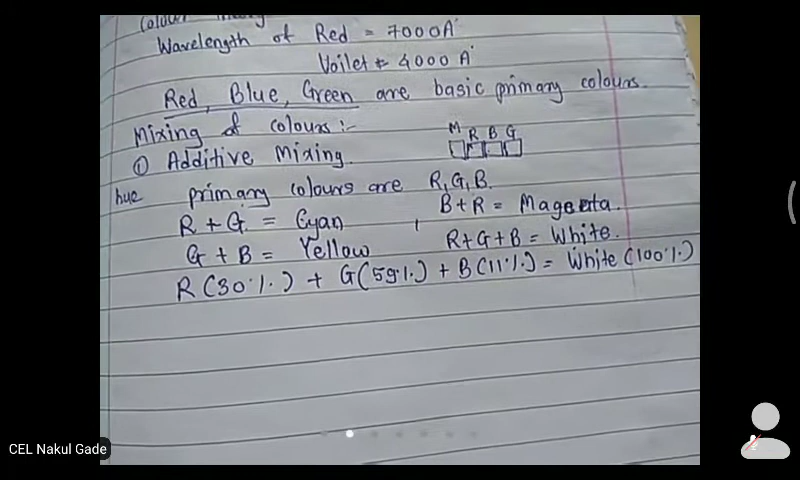 Colour
Wavelength of Red = 7000A°
Voilet = 4000 A°
Red, Blue, Green are basic primary colours.
Mixing of colours :-
M R B G
① Additive Mixing.
hue primary colours are R,G,B.
R + G = Cyan , B + R = Magenta.
G + B = Yellow R+G+B = White.
R (30%) + G (59%) + B (11%) = White (100%)
CEL Nakul Gade